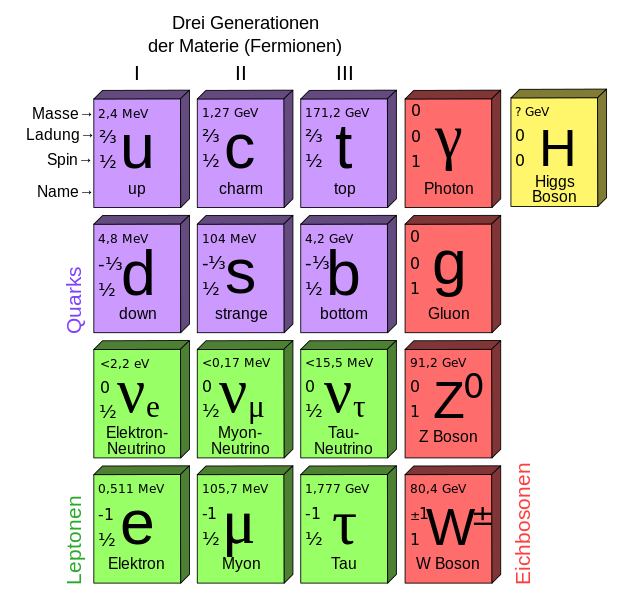 Drei Generationen
der Materie (Fermionen)
I
II
III
Masse→
Ladung→
Spin→
Name→
2,4 MeV
⅔
½
u
up
1,27 GeV
⅔
½
c
charm
171,2 GeV
⅔
½
t
top
0
0
1
γ
Photon
? GeV
0
0
H
Higgs
Boson
Quarks
4,8 MeV
-⅓
½
d
down
104 MeV
-⅓
½
s
strange
4,2 GeV
-⅓
½
b
bottom
0
0
1
g
Gluon
<2,2 eV
0
½
νe
Elektron-
Neutrino
<0,17 MeV
0
½
νμ
Myon-
Neutrino
<15,5 MeV
0
½
ντ
Tau-
Neutrino
91,2 GeV
0
1
Z⁰
Z Boson
Leptonen
0,511 MeV
-1
½
e
Elektron
105,7 MeV
-1
½
μ
Myon
1,777 GeV
-1
½
τ
Tau
80,4 GeV
±1
1
W±
W Boson
Eichbosonen